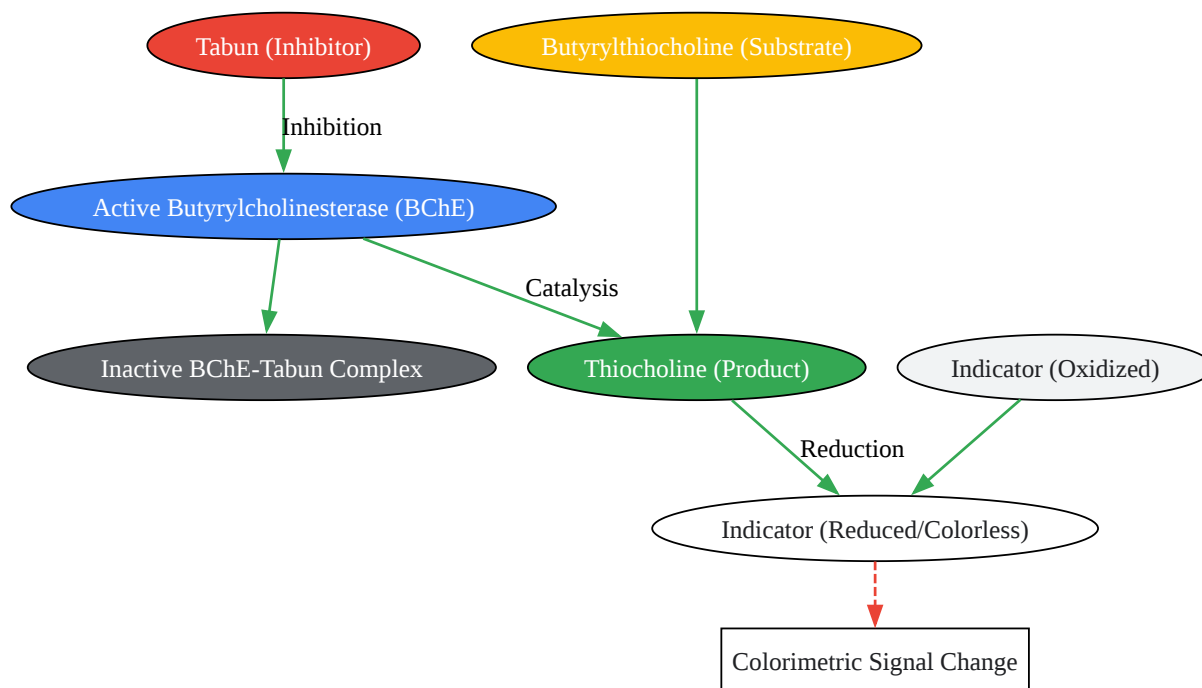 Tabun (Inhibitor)
Butyrylthiocholine (Substrate)
Inhibition
Active Butyrylcholinesterase (BChE)
Catalysis
Inactive BChE-Tabun Complex
Thiocholine (Product)
Indicator (Oxidized)
Reduction
Indicator (Reduced/Colorless)
Colorimetric Signal Change